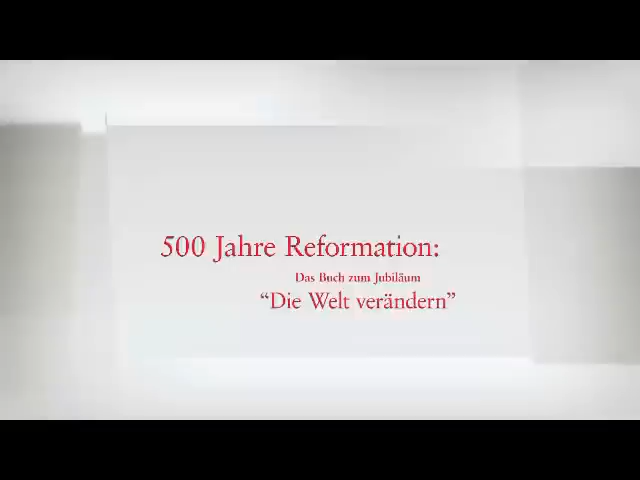 500 Jahre Reformation:
Das Buch zum Jubiläum
“Die Welt verändern”